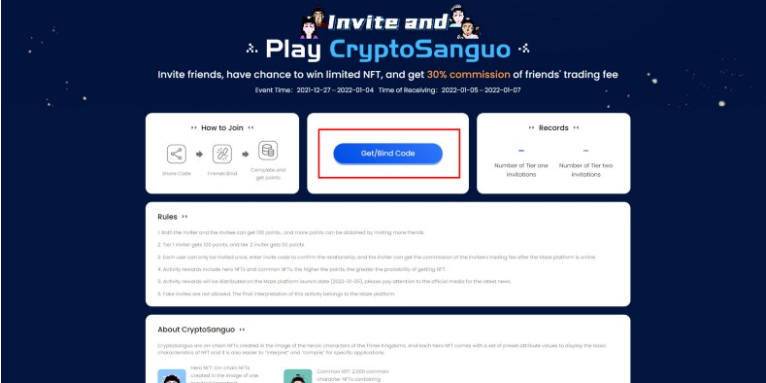 Invite and
Play CryptoSanguo
Invite friends, have chance to win limited NFT, and get 30% commission of friends' trading fee
Event Time: 2021-12-27 - 2022-01-04 Time of Receiving: 2022-01-05 - 2022-01-07
How to Join
Share Code
Friends Bind
Complete and
get points
Get/Bind Code
Records
Number of Tier one
invitations
Number of Tier two
invitations
Rules
1. Both the inviter and the invitee can get 100 points, and more points can be obtained by inviting more friends.
2. Tier 1 inviter gets 100 points, and tier 2 inviter gets 50 points.
3. Each user can only be invited once, enter invite code to confirm the relationship, and the inviter can get the commission of the invitee's trading fee after the Maze platform is online.
4. Activity rewards include hero NFTs and common NFTs, the higher the points, the greater the probability of getting NFT.
5. Activity rewards will be distributed on the Maze platform launch date (2022-01-05), please pay attention to the official media for the latest news.
6. Fake invites are not allowed. The final interpretation of this activity belongs to the Maze platform.
About CryptoSanguo
CryptoSanguo are on-chain NFTs created in the image of the heroic characters of the Three Kingdoms. And each hero NFT comes with a set of preset attribute values to display the basic
characteristics of NFT and it is also easier to "interpret" and "compile" for specific applications.
Hero NFT: On-chain NFTs
created in the image of one
Common NFT: 2,000 common
character NFTs containing